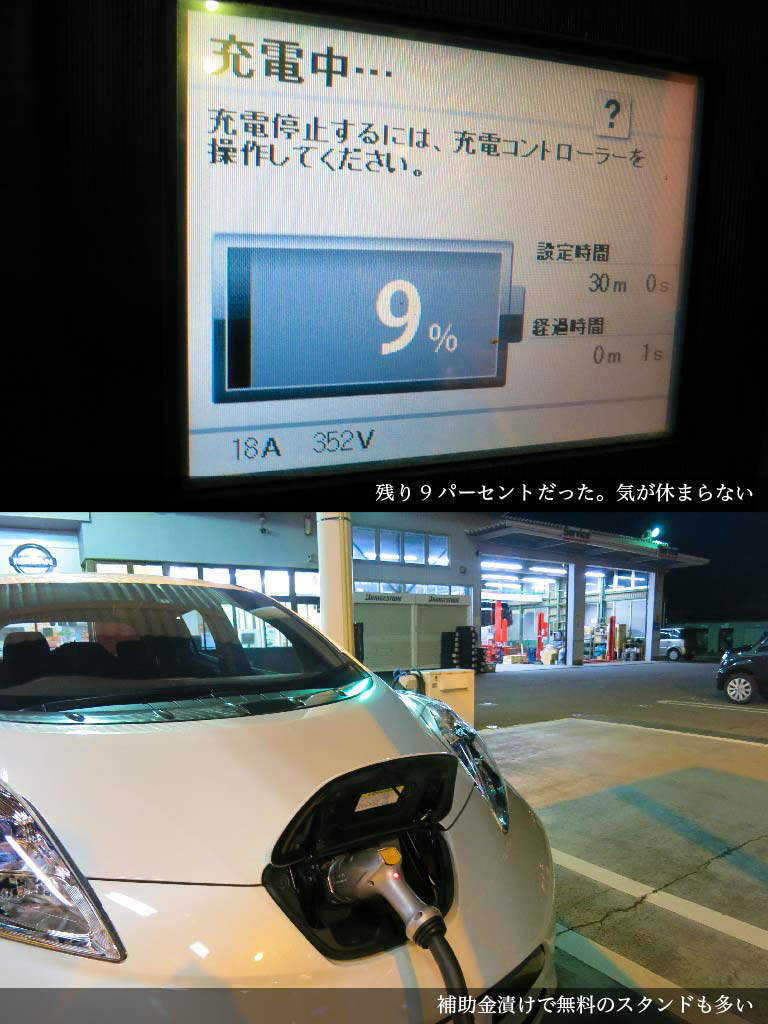 充電中…
?
充電停止するには、充電コントローラーを
操作してください。
設定時間
30m 0s
9%
経過時間
0m 1s
18A 352V
残り９パーセントだった。気が休まらない
BRIDGESTONE BRIDGESTONE
補助金漬けで無料のスタンドも多い